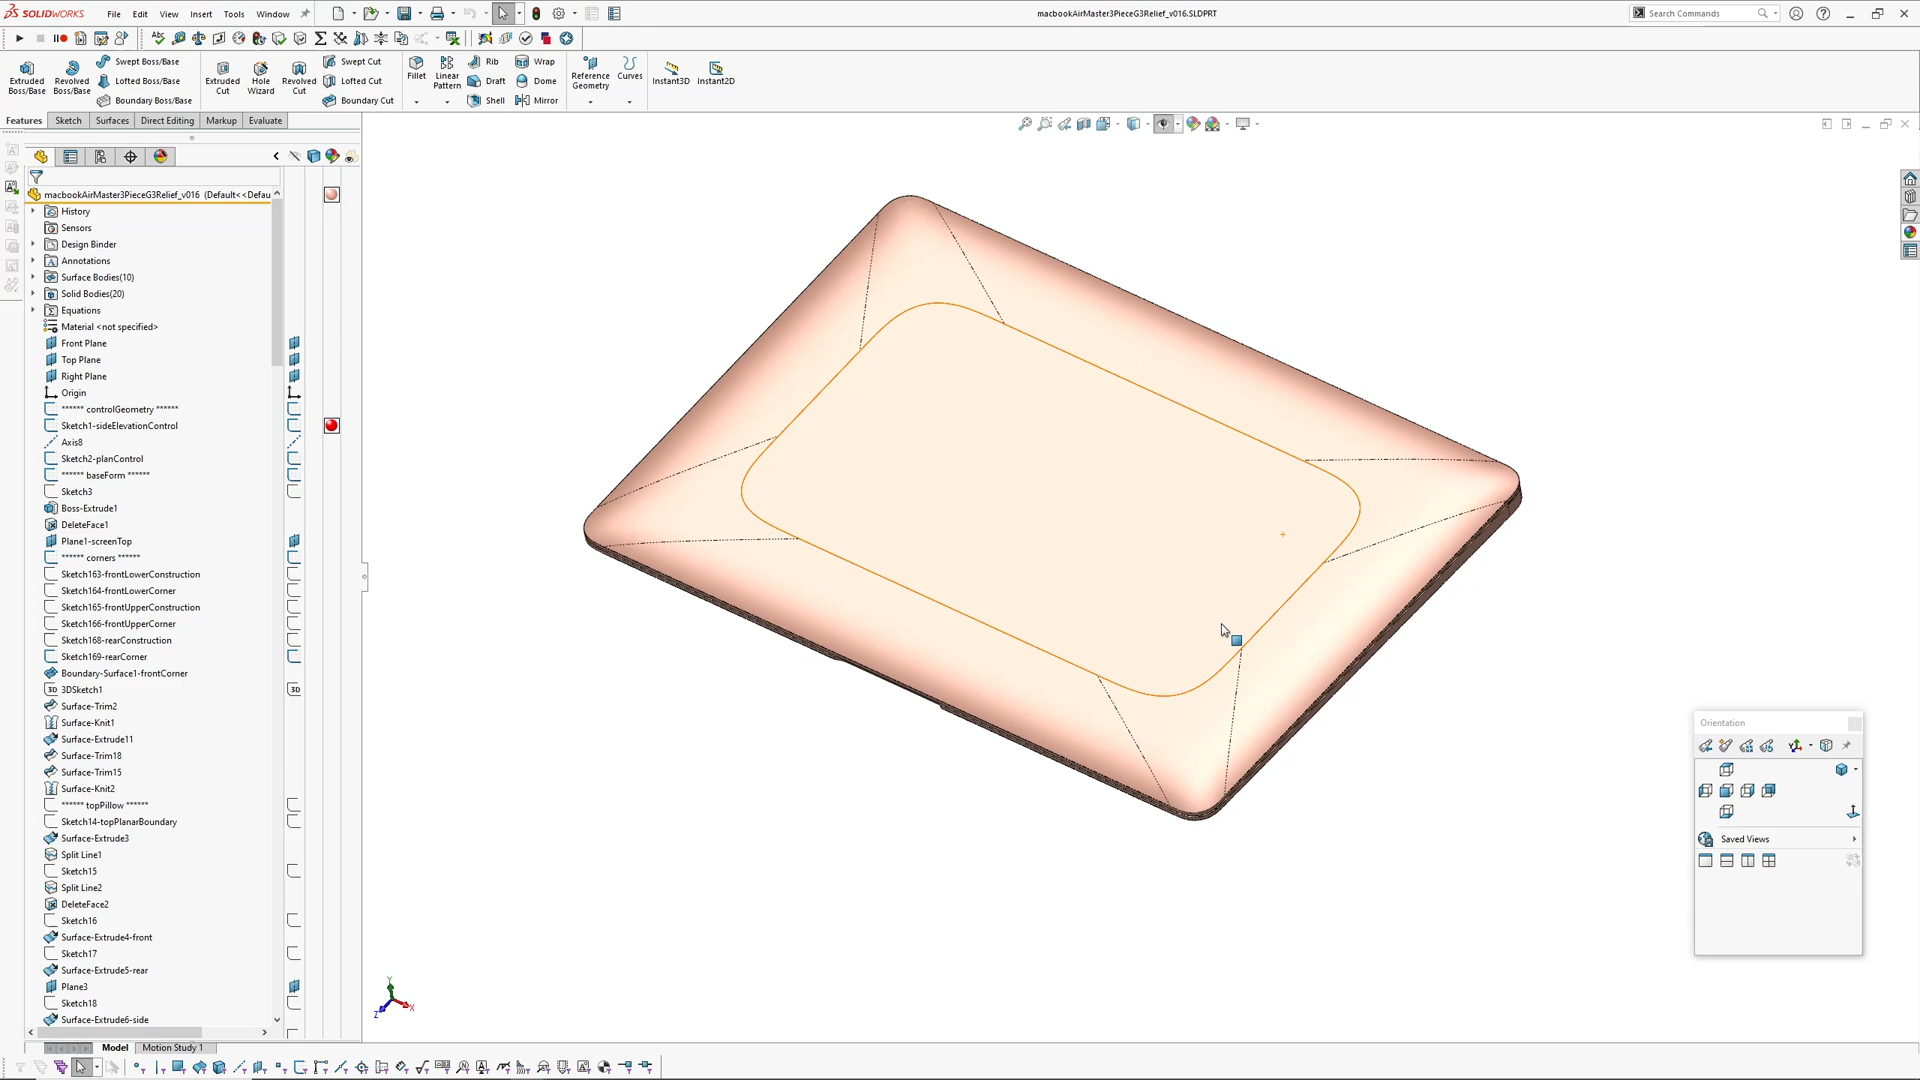 SOLIDWORKS File Edit View Insert Tools Window macbookAirMaster3PieceG3Relief_v016.SLDPRT Search Commands
Extruded Boss/Base
Revolved Boss/Base
Swept Boss/Base
Lofted Boss/Base
Boundary Boss/Base
Extruded Cut
Hole Wizard
Revolved Cut
Swept Cut
Lofted Cut
Boundary Cut
Fillet
Linear Pattern
Rib
Draft
Shell
Wrap
Dome
Mirror
Reference Geometry
Curves
Instant3D
Instant2D
Features Sketch Surfaces Direct Editing Markup Evaluate
macbookAirMaster3PieceG3Relief_v016 (Default<<Defau
History
Sensors
Design Binder
Annotations
Surface Bodies(10)
Solid Bodies(20)
Equations
Material <not specified>
Front Plane
Top Plane
Right Plane
Origin
****** controlGeometry ******
Sketch1-sideElevationControl
Axis8
Sketch2-planControl
****** baseForm ******
Sketch3
Boss-Extrude1
DeleteFace1
Plane1-screenTop
****** corners ******
Sketch163-frontLowerConstruction
Sketch164-frontLowerCorner
Sketch165-frontUpperConstruction
Sketch166-frontUpperCorner
Sketch168-rearConstruction
Sketch169-rearCorner
Boundary-Surface1-frontCorner
3D 3DSketch1 3D
Surface-Trim2
Surface-Knit1
Surface-Extrude11
Surface-Trim18
Surface-Trim15
Surface-Knit2
****** topPillow ******
Sketch14-topPlanarBoundary
Surface-Extrude3
Split Line1
Sketch15
Split Line2
DeleteFace2
Sketch16
Surface-Extrude4-front
Sketch17
Surface-Extrude5-rear
Plane3
Sketch18
Surface-Extrude6-side
Orientation
Saved Views
Y
X
Z
Model Motion Study 1